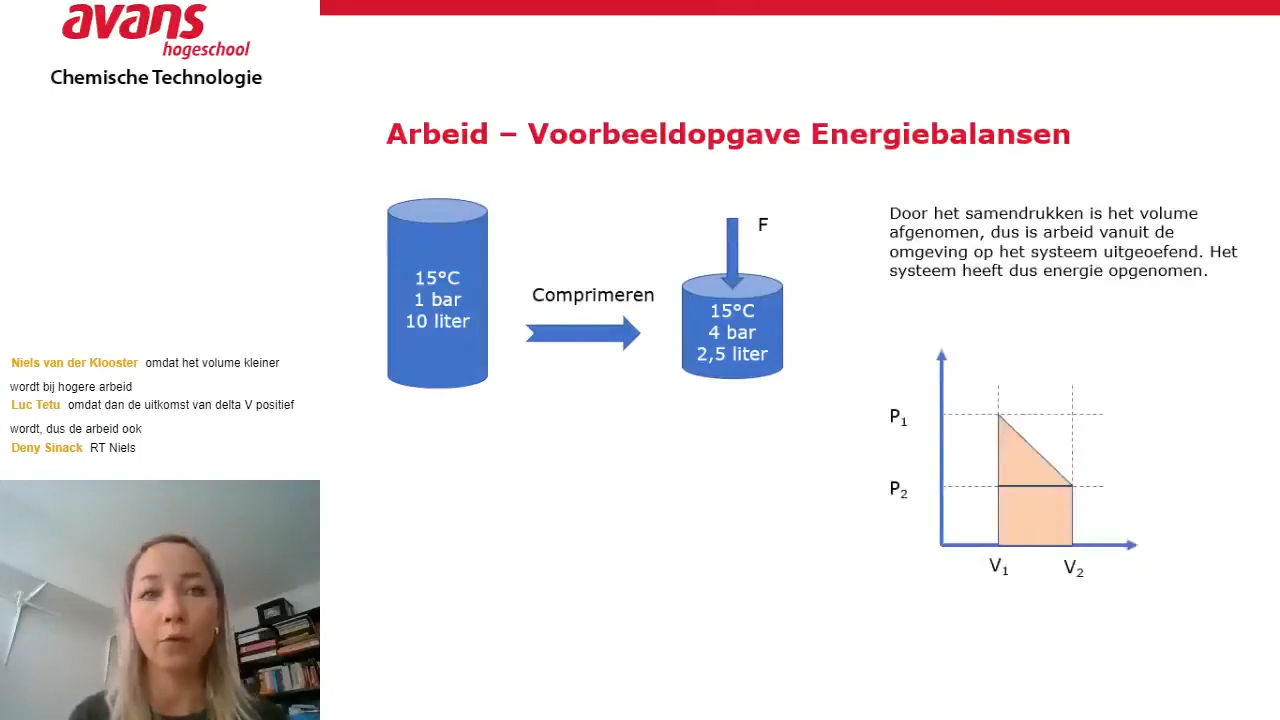 avans
hogeschool
Chemische Technologie
Arbeid – Voorbeeldopgave Energiebalansen
15°C
1 bar
10 liter
Comprimeren
F
15°C
4 bar
2,5 liter
Door het samendrukken is het volume
afgenomen, dus is arbeid vanuit de
omgeving op het systeem uitgeoefend. Het
systeem heeft dus energie opgenomen.
P1
P2
V1
V2
Niels van der Klooster omdat het volume kleiner
wordt bij hogere arbeid
Luc Tetu omdat dan de uitkomst van delta V positief
wordt, dus de arbeid ook
Deny Sinack RT Niels